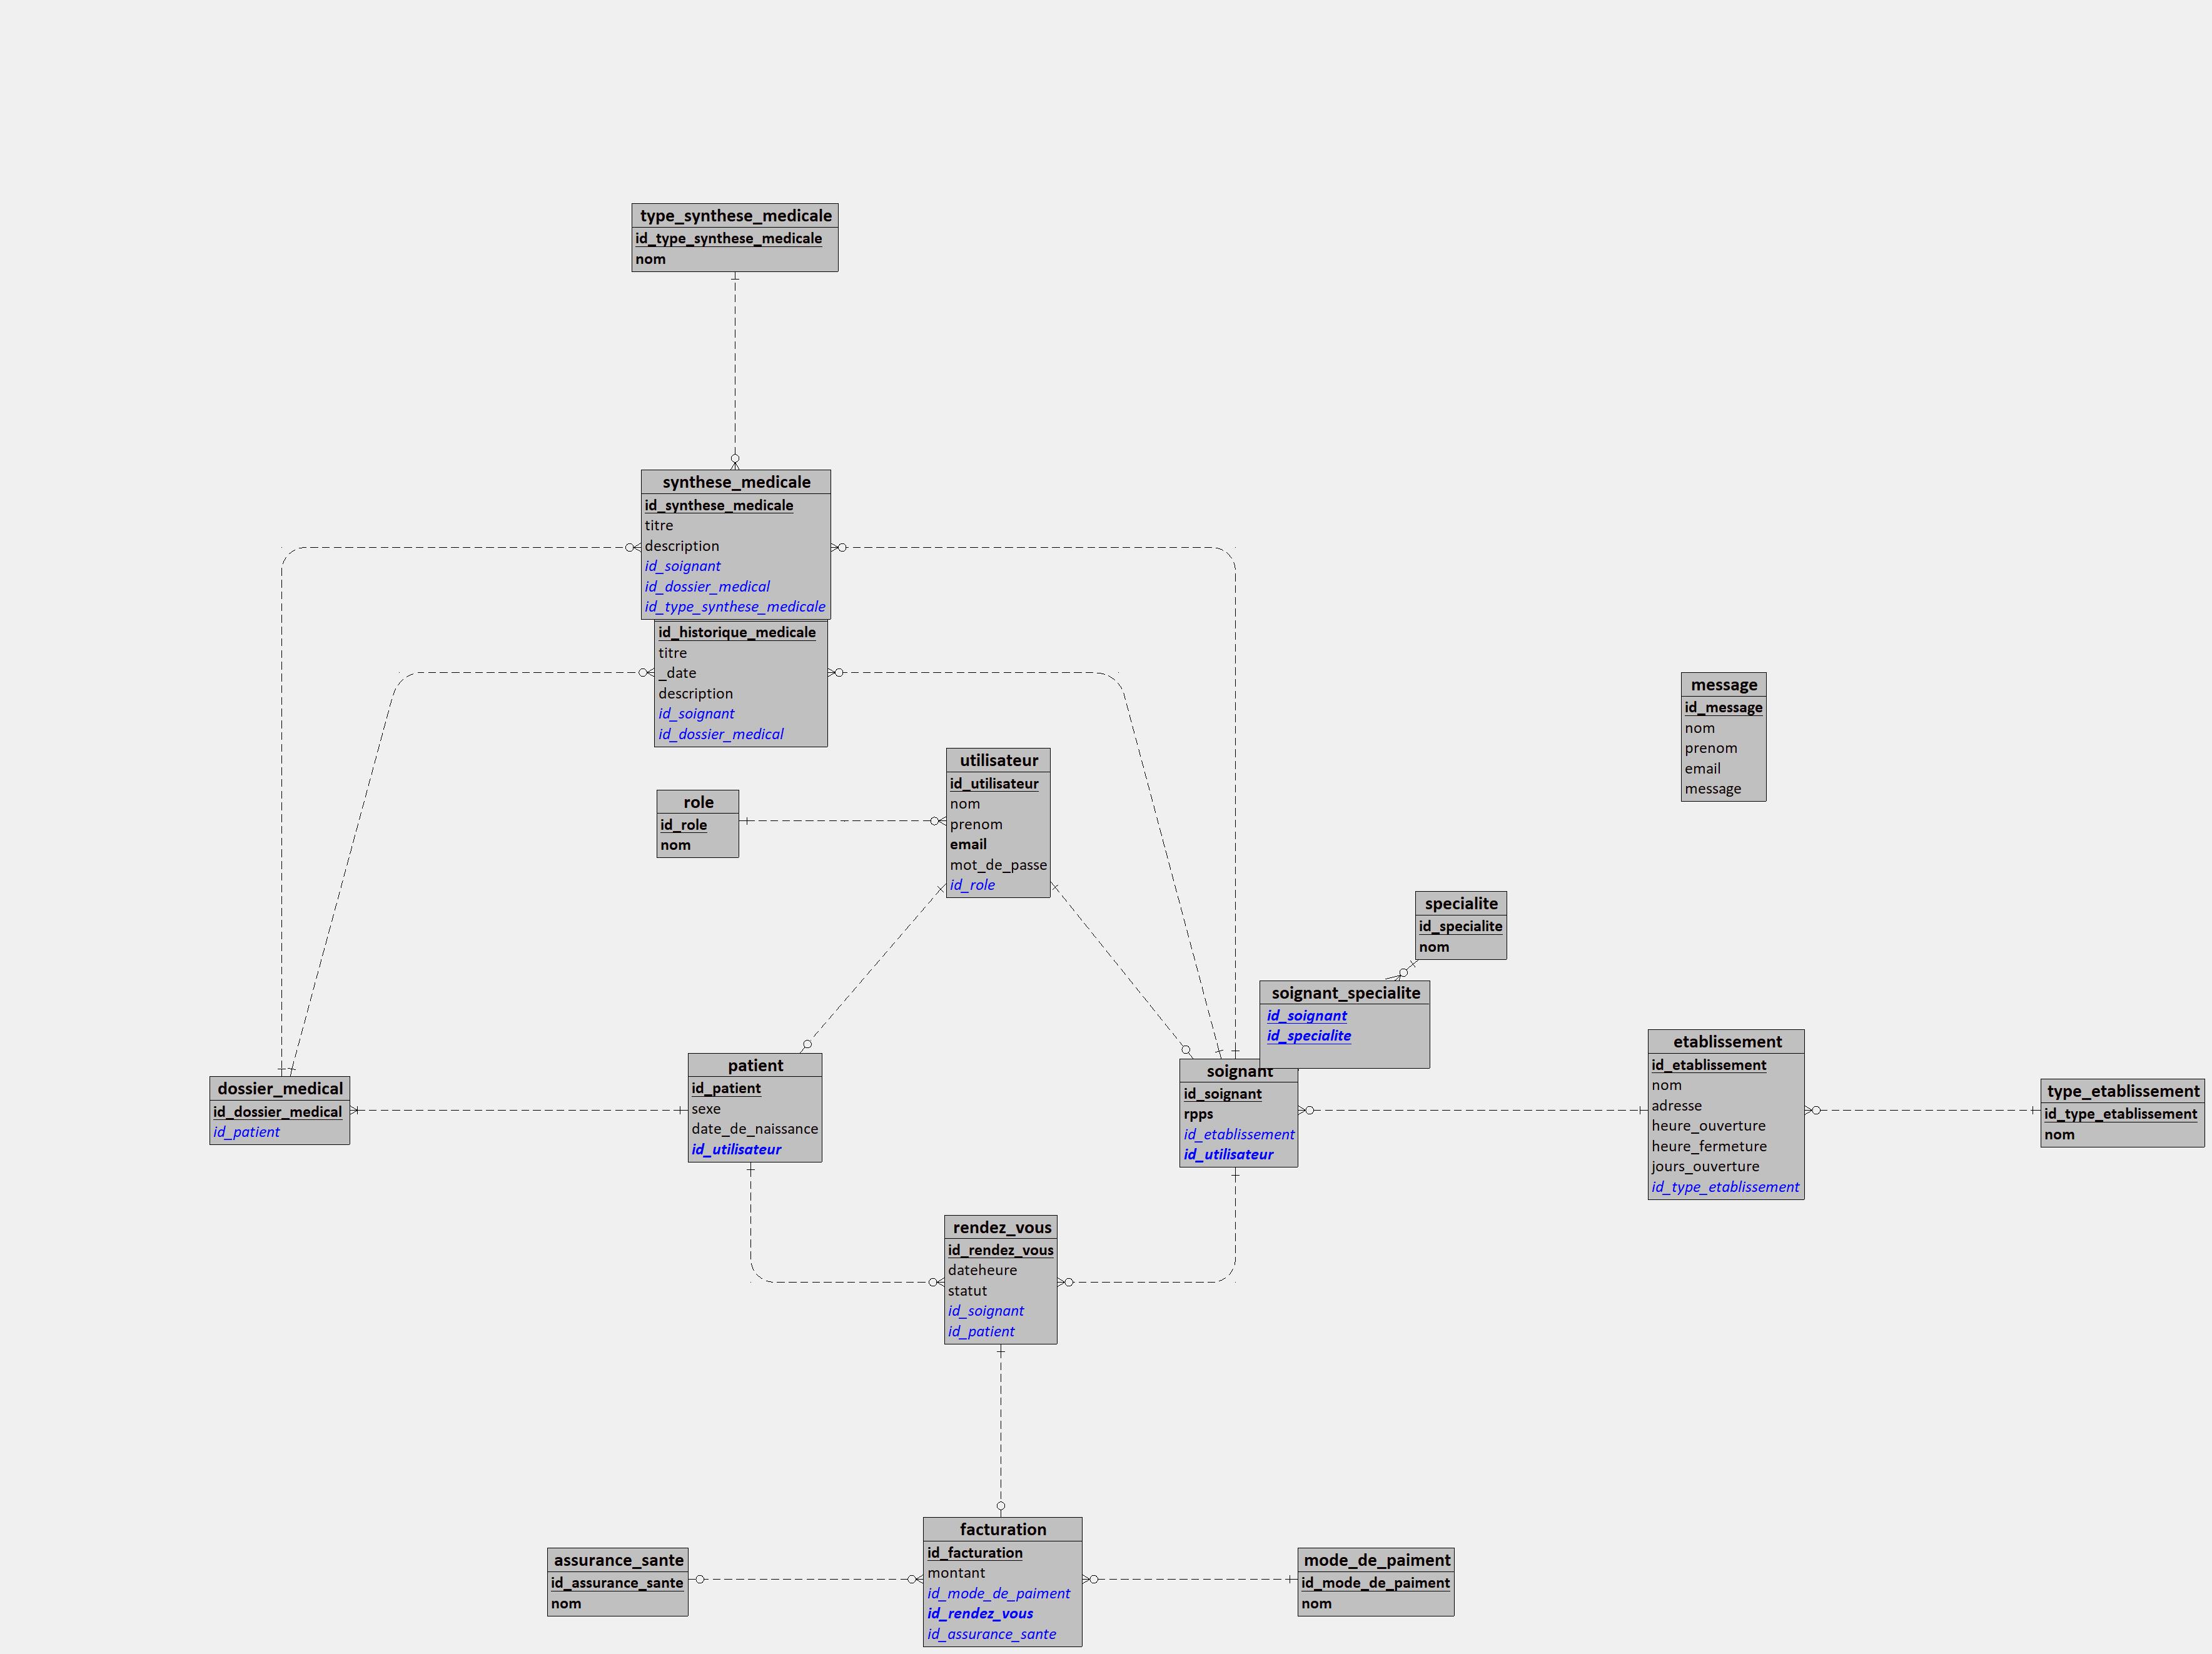 type_synthese_medicale
id_type_synthese_medicale
nom
synthese_medicale
id_synthese_medicale
titre
description
id_soignant
id_dossier_medical
id_type_synthese_medicale
id_historique_medicale
titre
_date
description
id_soignant
id_dossier_medical
message
id_message
nom
prenom
email
message
utilisateur
id_utilisateur
nom
prenom
email
mot_de_passe
id_role
role
id_role
nom
specialite
id_specialite
nom
soignant_specialite
id_soignant
id_specialite
dossier_medical
id_dossier_medical
id_patient
patient
id_patient
sexe
date_de_naissance
id_utilisateur
soignant
id_soignant
rpps
id_etablissement
id_utilisateur
etablissement
id_etablissement
nom
adresse
heure_ouverture
heure_fermeture
jours_ouverture
id_type_etablissement
type_etablissement
id_type_etablissement
nom
rendez_vous
id_rendez_vous
dateheure
statut
id_soignant
id_patient
facturation
id_facturation
montant
id_mode_de_paiment
id_rendez_vous
id_assurance_sante
assurance_sante
id_assurance_sante
nom
mode_de_paiment
id_mode_de_paiment
nom